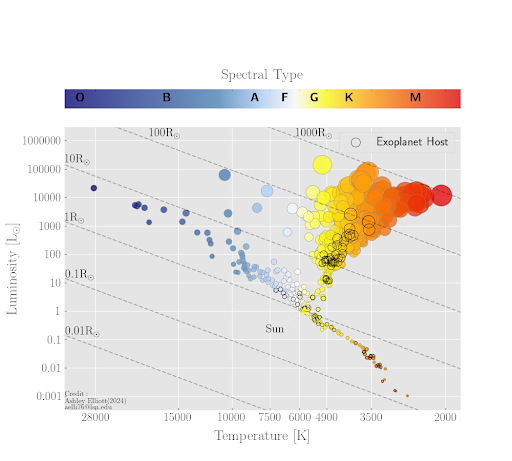 Spectral Type
O B A F G K M
100R☉ 1000R☉ Exoplanet Host
1000000
10R☉
100000
10000
1R☉
1000
100
0.1R☉
10
1
Sun
0.01R☉
0.1
0.01
Credit :
Ashley Elliott(2024)
0.001
28000 15000 10000 7500 6000 4900 3500 2000
Temperature [K]
Luminosity [L☉]